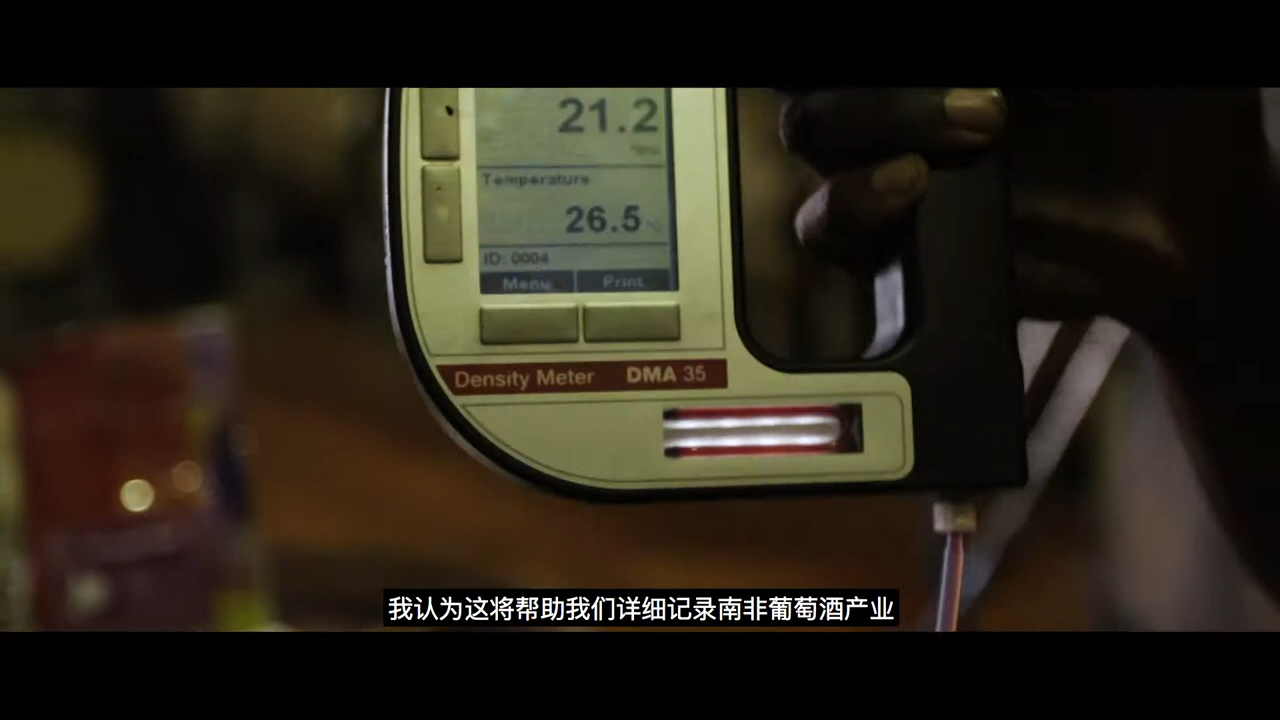 21.2
Temperature
26.5
ID: 0004
Menu Print
Density Meter DMA 35
我认为这将帮助我们详细记录南非葡萄酒产业